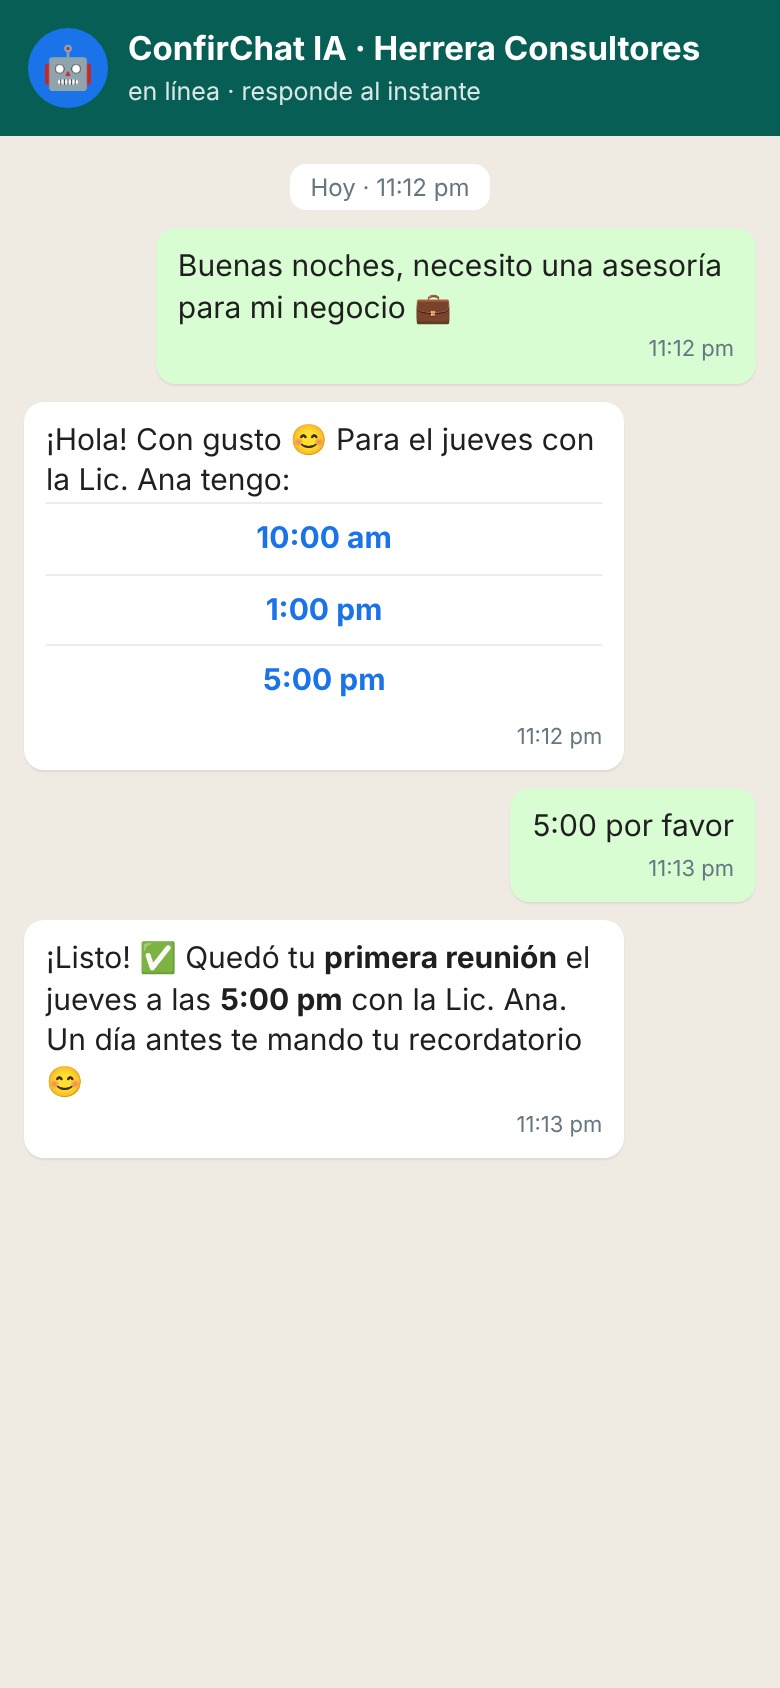 ConfirChat IA · Herrera Consultores
en línea · responde al instante
Hoy · 11:12 pm
Buenas noches, necesito una asesoría
para mi negocio 💼
11:12 pm
¡Hola! Con gusto 😊 Para el jueves con
la Lic. Ana tengo:
10:00 am
1:00 pm
5:00 pm
11:12 pm
5:00 por favor
11:13 pm
¡Listo! ✅ Quedó tu primera reunión el
jueves a las 5:00 pm con la Lic. Ana.
Un día antes te mando tu recordatorio
😊
11:13 pm